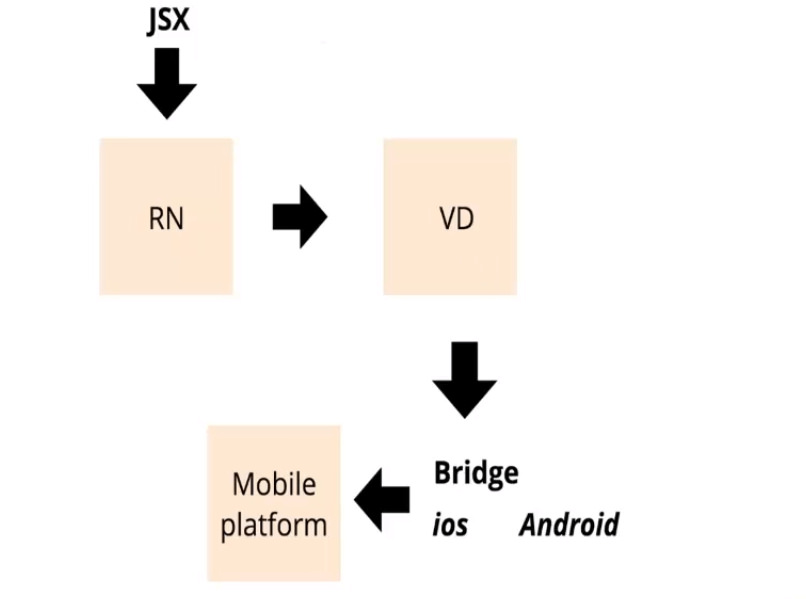 JSX
RN
VD
Bridge
ios Android
Mobile
platform